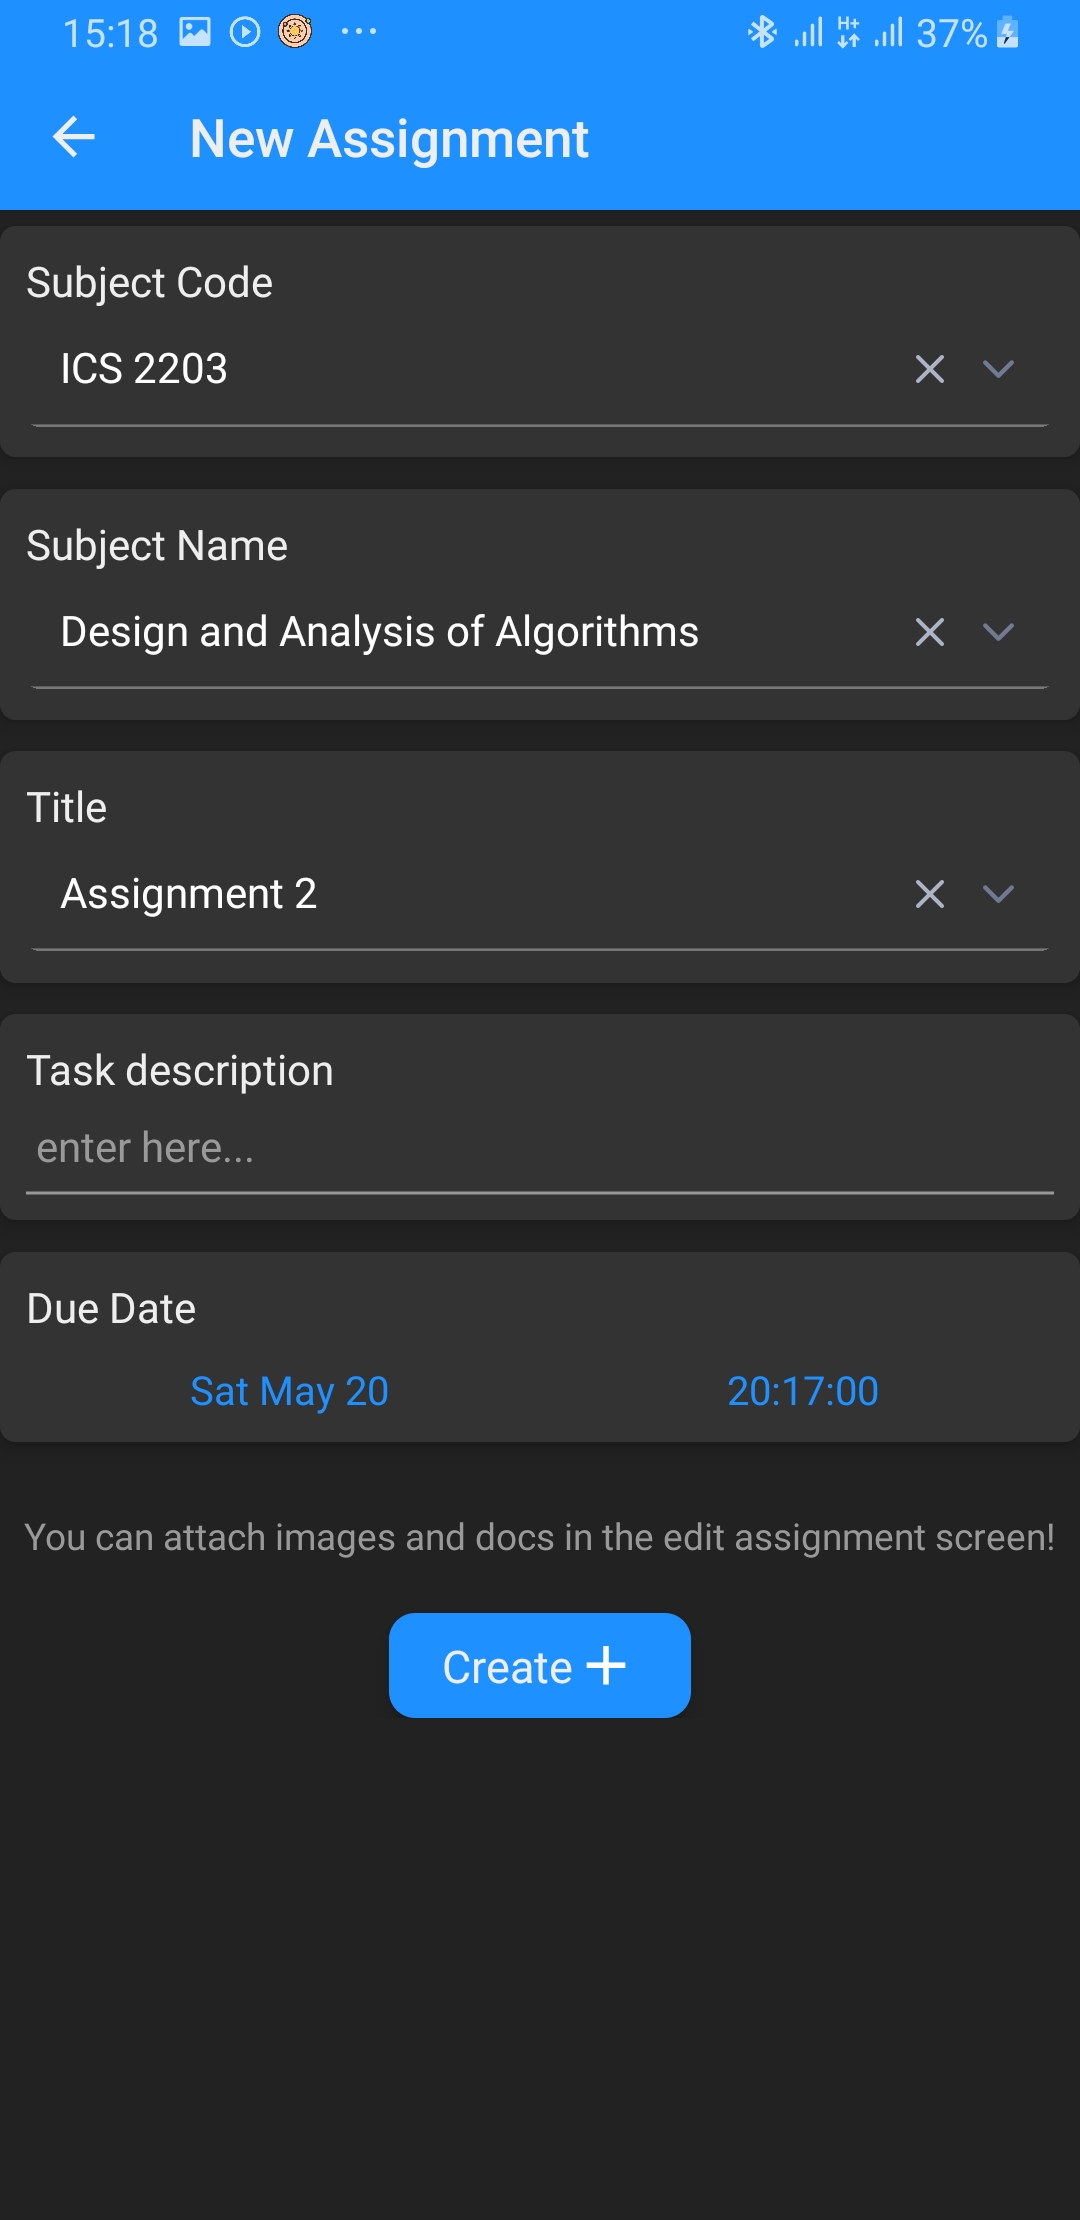 15:18 37%
New Assignment
Subject Code
ICS 2203
Subject Name
Design and Analysis of Algorithms
Title
Assignment 2
Task description
enter here...
Due Date
Sat May 20 20:17:00
You can attach images and docs in the edit assignment screen!
Create +